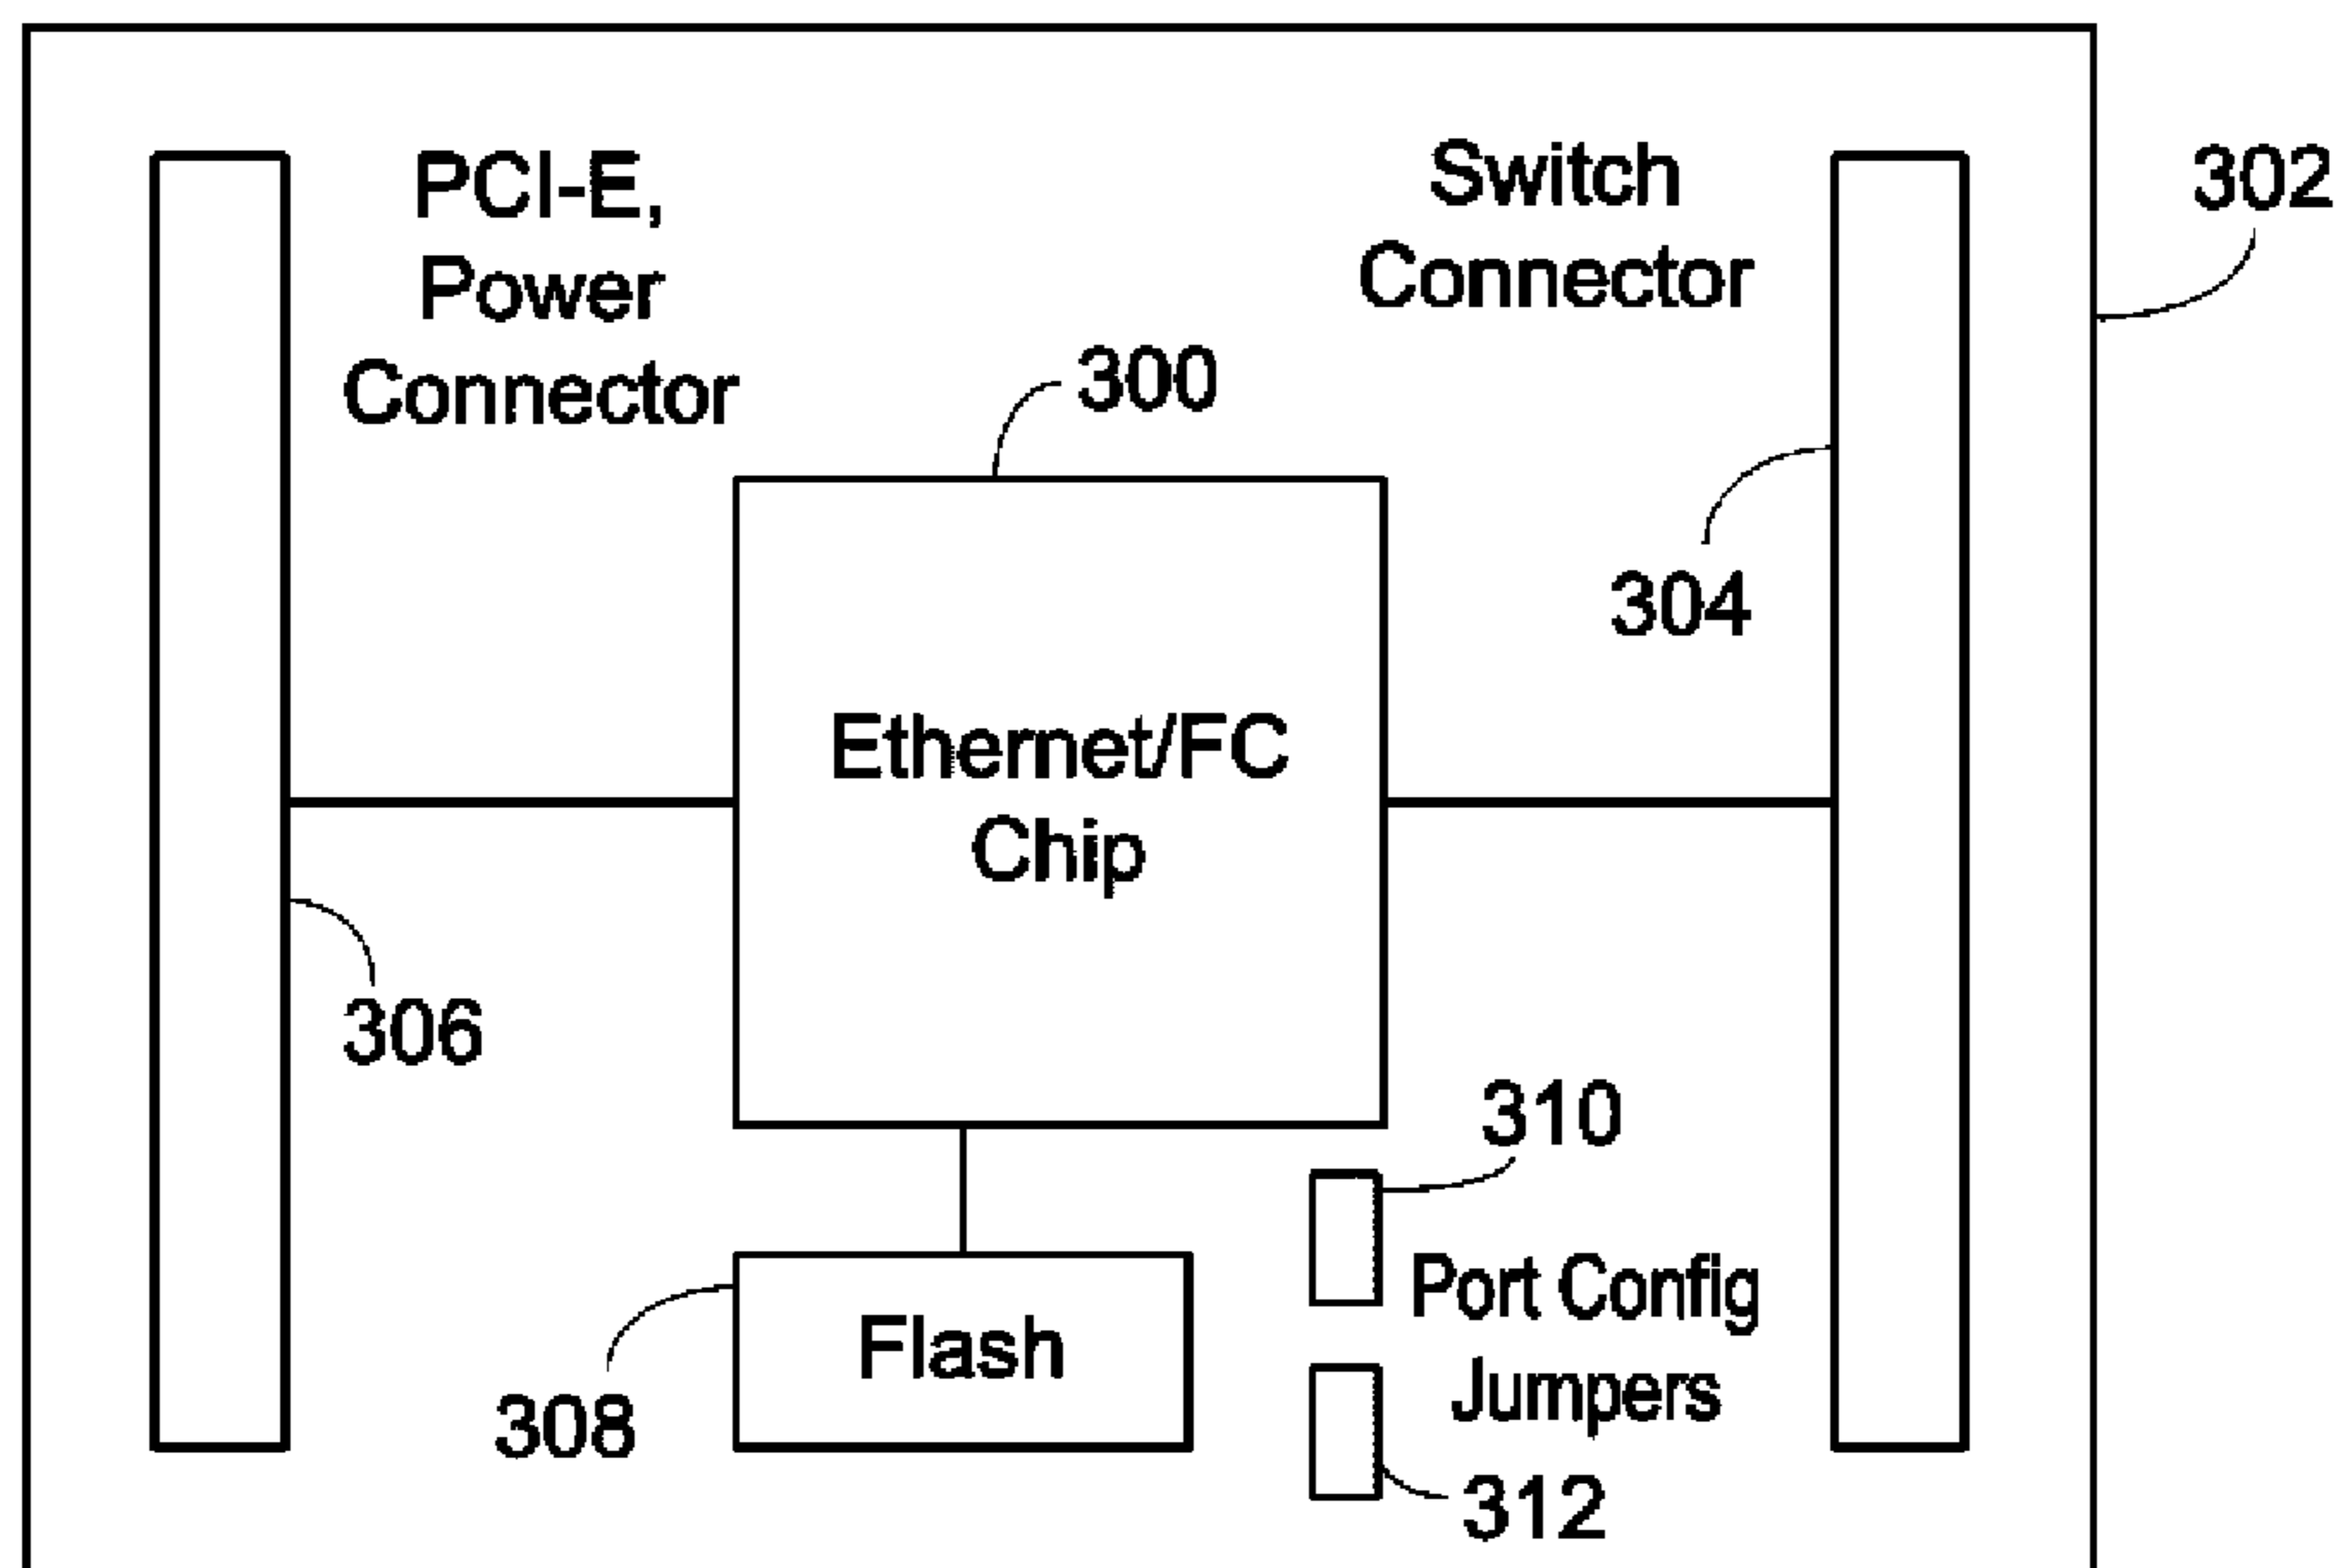 PCI-E,
Power
Connector
Switch
Connector
302
300
304
Ethernet/FC
Chip
306
310
Port Config
Jumpers
Flash
308
312